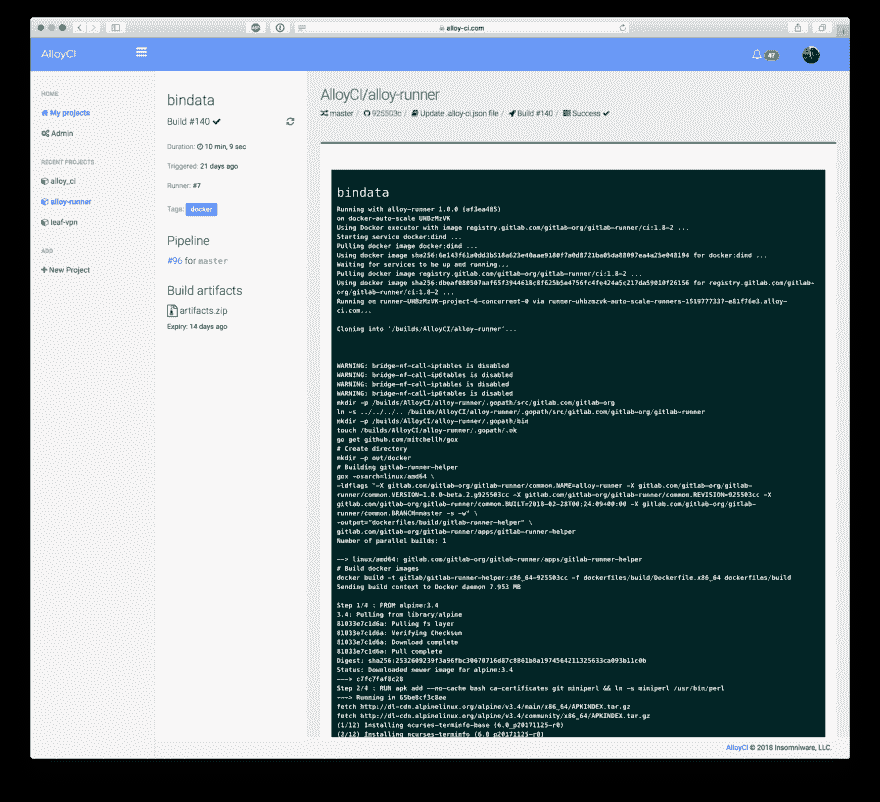 alloy-ci.com
AlloyCI
47
HOME
My projects
Admin
RECENT PROJECTS
alloy_ci
alloy-runner
leaf-vpn
ADD
New Project
bindata
Build #140
Duration: 10 min, 9 sec
Triggered: 21 days ago
Runner: #7
Tags: docker
Pipeline
#96 for master
Build artifacts
artifacts.zip
Expiry: 14 days ago
AlloyCI/alloy-runner
master / 925503c / Update .alloy-ci.json file / Build #140 / Success
bindata
Running with alloy-runner 1.0.0 (af3ea485)
on docker-auto-scale UHBzMzVK
Using Docker executor with image registry.gitlab.com/gitlab-org/gitlab-runner/ci:1.8-2 ...
Starting service docker:dind ...
Pulling docker image docker:dind ...
Using docker image for docker:dind ...
Waiting for services to be up and running...
Pulling docker image registry.gitlab.com/gitlab-org/gitlab-runner/ci:1.8-2 ...
Using docker image for registry.gitlab.com/gitlab-
org/gitlab-runner/ci:1.8-2 ...
Running on via
Cloning into '/builds/AlloyCI/alloy-runner'...
WARNING: bridge-nf-call-iptables is disabled
WARNING: bridge-nf-call-ip6tables is disabled
WARNING: bridge-nf-call-iptables is disabled
WARNING: bridge-nf-call-ip6tables is disabled
mkdir -p /builds/AlloyCI/alloy-runner/.gopath/src/gitlab.com/gitlab-org
ln -s ../../../.. /builds/AlloyCI/alloy-runner/.gopath/src/gitlab.com/gitlab-org/gitlab-runner
mkdir -p /builds/AlloyCI/alloy-runner/.gopath/bin
touch /builds/AlloyCI/alloy-runner/.gopath/.ok
go get github.com/mitchellh/gox
# Create directory
mkdir -p out/docker
# Building gitlab-runner-helper
gox -osarch=linux/amd64 \
-ldflags "-X gitlab.com/gitlab-org/gitlab-runner/common.NAME=alloy-runner -X gitlab.com/gitlab-org/gitlab-
runner/common.VERSION=1.0.0~beta.2.g925503cc -X gitlab.com/gitlab-org/gitlab-runner/common.REVISION=925503cc -X
gitlab.com/gitlab-org/gitlab-runner/common.BUILT=2018-02-28T00:24:09+00:00 -X gitlab.com/gitlab-org/gitlab-
runner/common.BRANCH=master -s -w" \
-output="dockerfiles/build/gitlab-runner-helper" \
gitlab.com/gitlab-org/gitlab-runner/apps/gitlab-runner-helper
Number of parallel builds: 1
--> linux/amd64: gitlab.com/gitlab-org/gitlab-runner/apps/gitlab-runner-helper
# Build docker images
docker build -t gitlab/gitlab-runner-helper:x86_64-925503cc -f dockerfiles/build/Dockerfile.x86_64 dockerfiles/build
Sending build context to Docker daemon 7.953 MB
Step 1/4 : FROM alpine:3.4
3.4: Pulling from library/alpine
81033e7c1d6a: Pulling fs layer
81033e7c1d6a: Verifying Checksum
81033e7c1d6a: Download complete
81033e7c1d6a: Pull complete
Digest:
Status: Downloaded newer image for alpine:3.4
---> c7fc7faf8c28
Step 2/4 : RUN apk add --no-cache bash ca-certificates git miniperl && ln -s miniperl /usr/bin/perl
---> Running in 65be8cf3c8ee
fetch http://dl-cdn.alpinelinux.org/alpine/v3.4/main/x86_64/APKINDEX.tar.gz
fetch http://dl-cdn.alpinelinux.org/alpine/v3.4/community/x86_64/APKINDEX.tar.gz
(1/12) Installing ncurses-terminfo-base (6.0_p20171125-r0)
(2/12) Installing ncurses-terminfo (6.0_p20171125-r0)
AlloyCI © 2018 Insomniware, LLC.